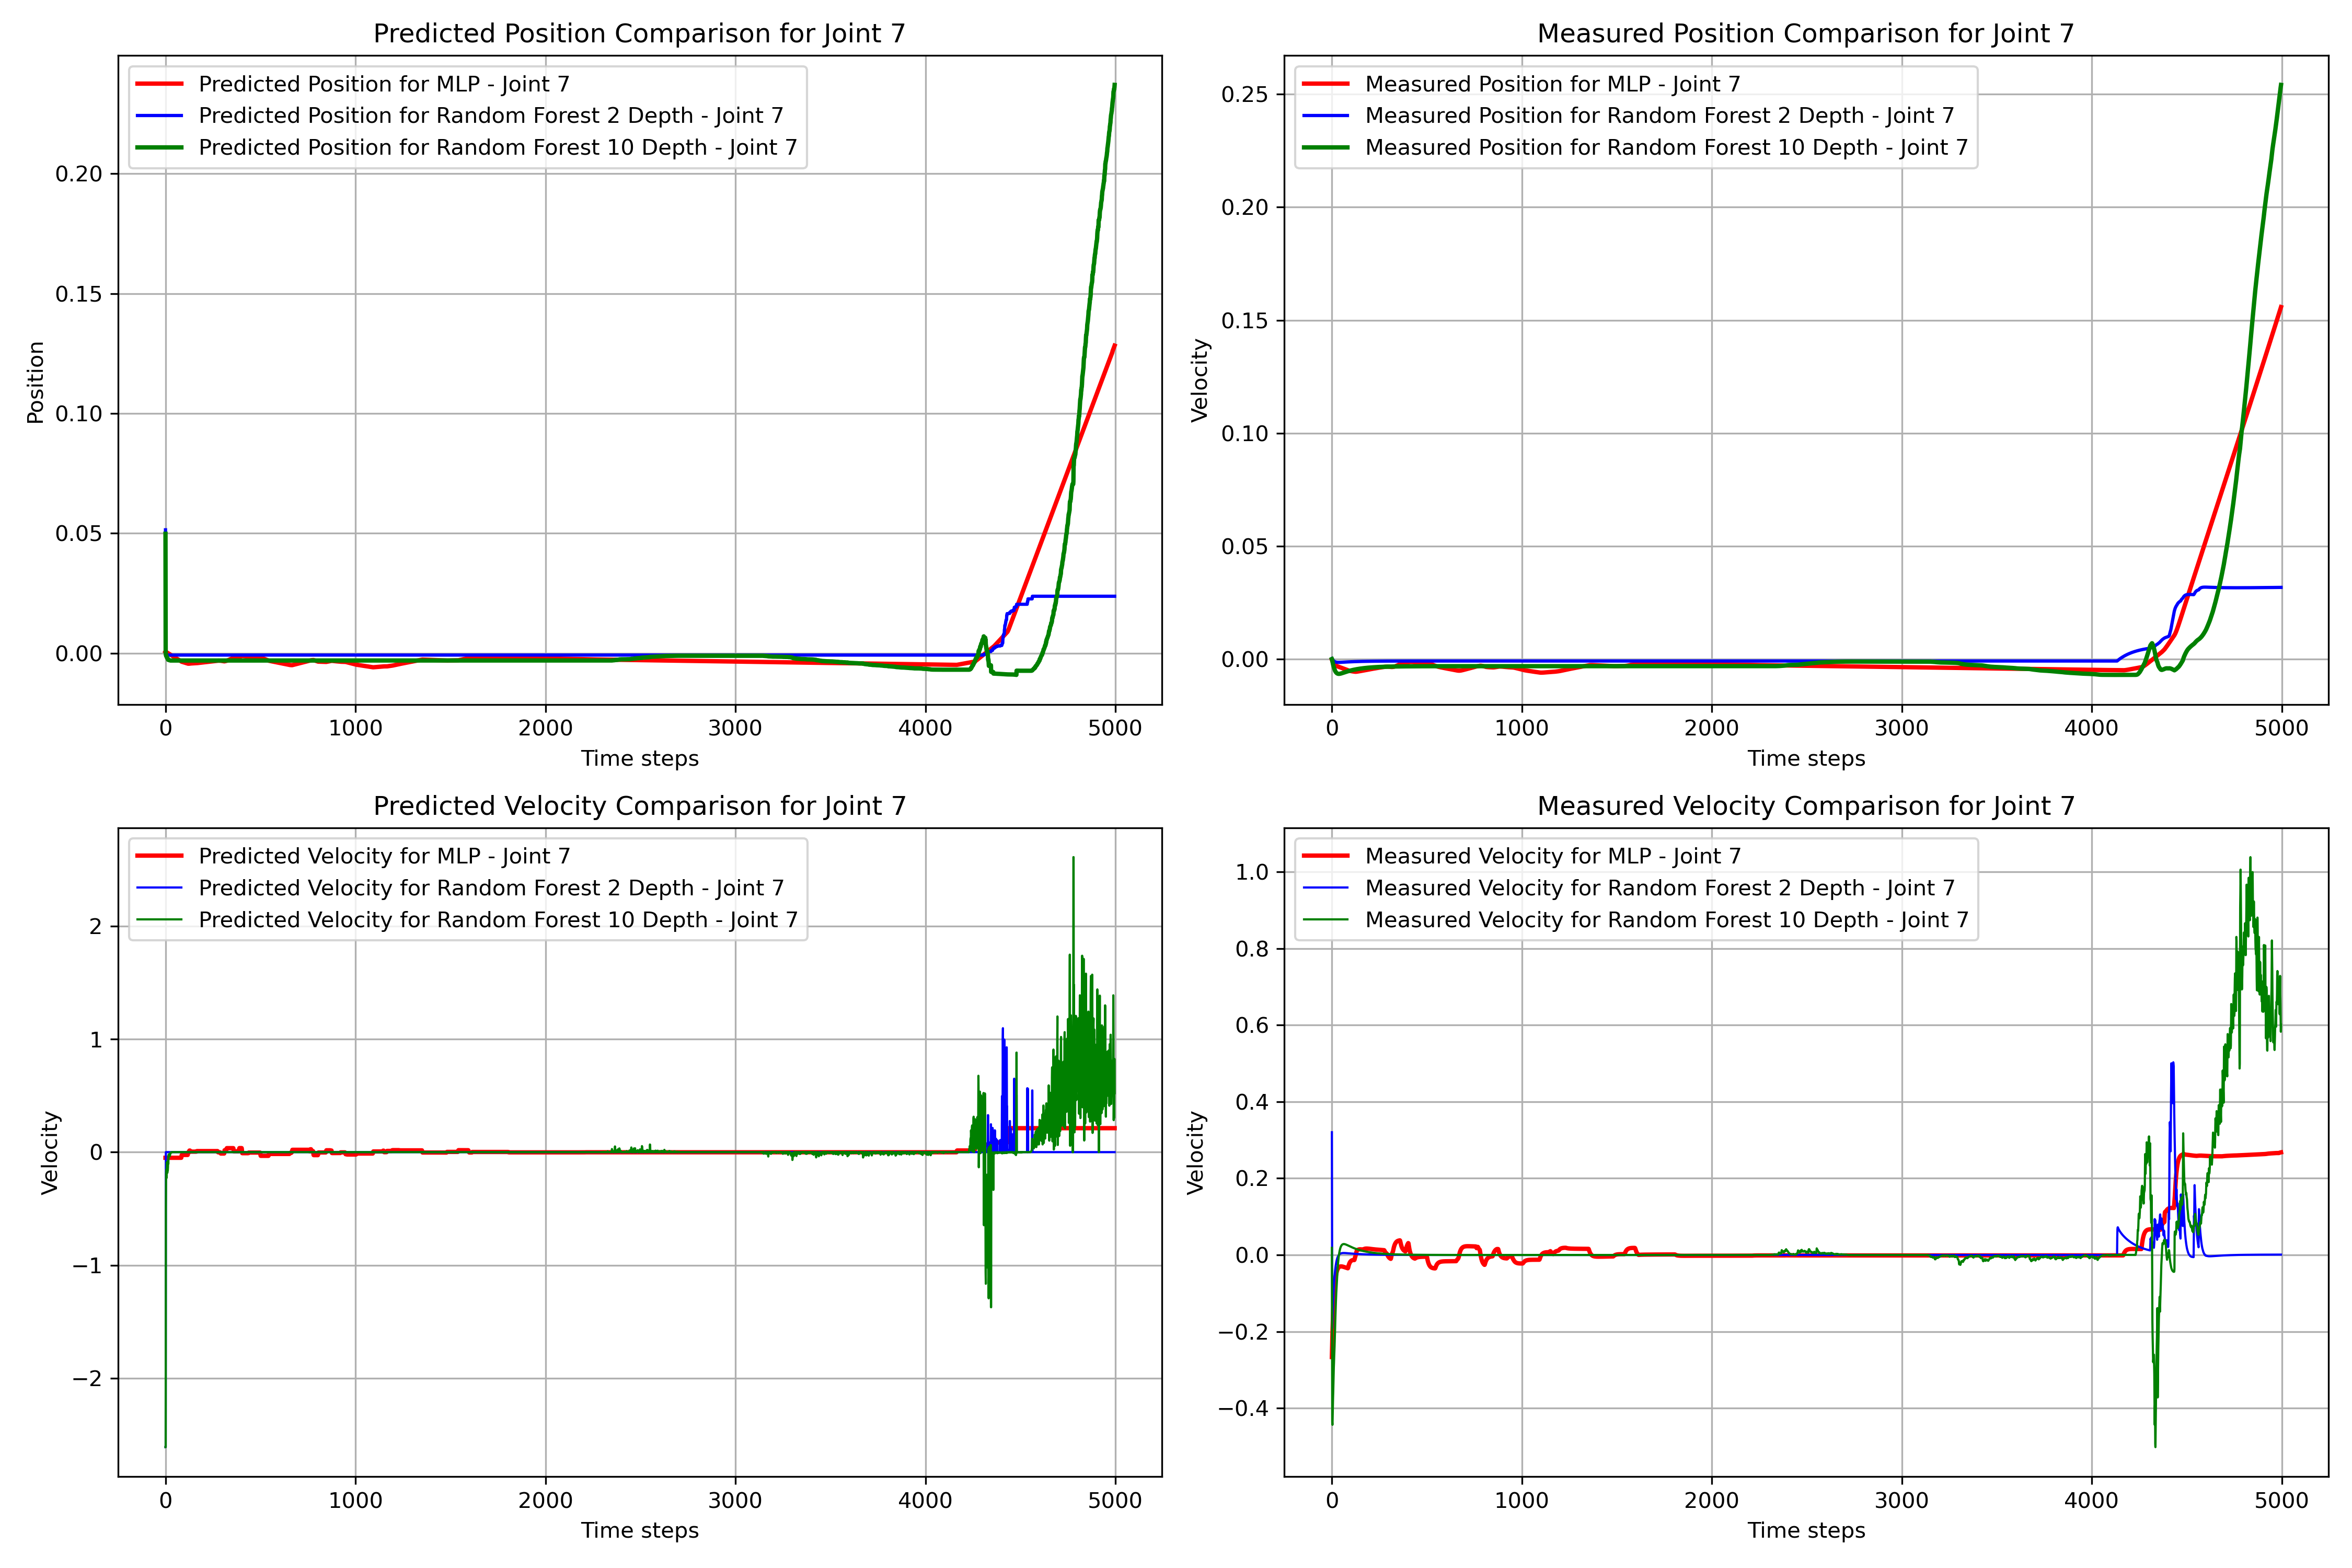 Predicted Position Comparison for Joint 7
Predicted Position for MLP - Joint 7
Predicted Position for Random Forest 2 Depth - Joint 7
Predicted Position for Random Forest 10 Depth - Joint 7
Position
0.20
0.15
0.10
0.05
0.00
0 1000 2000 3000 4000 5000
Time steps
Measured Position Comparison for Joint 7
Measured Position for MLP - Joint 7
Measured Position for Random Forest 2 Depth - Joint 7
Measured Position for Random Forest 10 Depth - Joint 7
Velocity
0.25
0.20
0.15
0.10
0.05
0.00
0 1000 2000 3000 4000 5000
Time steps
Predicted Velocity Comparison for Joint 7
Predicted Velocity for MLP - Joint 7
Predicted Velocity for Random Forest 2 Depth - Joint 7
Predicted Velocity for Random Forest 10 Depth - Joint 7
Velocity
2
1
0
−1
−2
0 1000 2000 3000 4000 5000
Time steps
Measured Velocity Comparison for Joint 7
Measured Velocity for MLP - Joint 7
Measured Velocity for Random Forest 2 Depth - Joint 7
Measured Velocity for Random Forest 10 Depth - Joint 7
Velocity
1.0
0.8
0.6
0.4
0.2
0.0
−0.2
−0.4
0 1000 2000 3000 4000 5000
Time steps